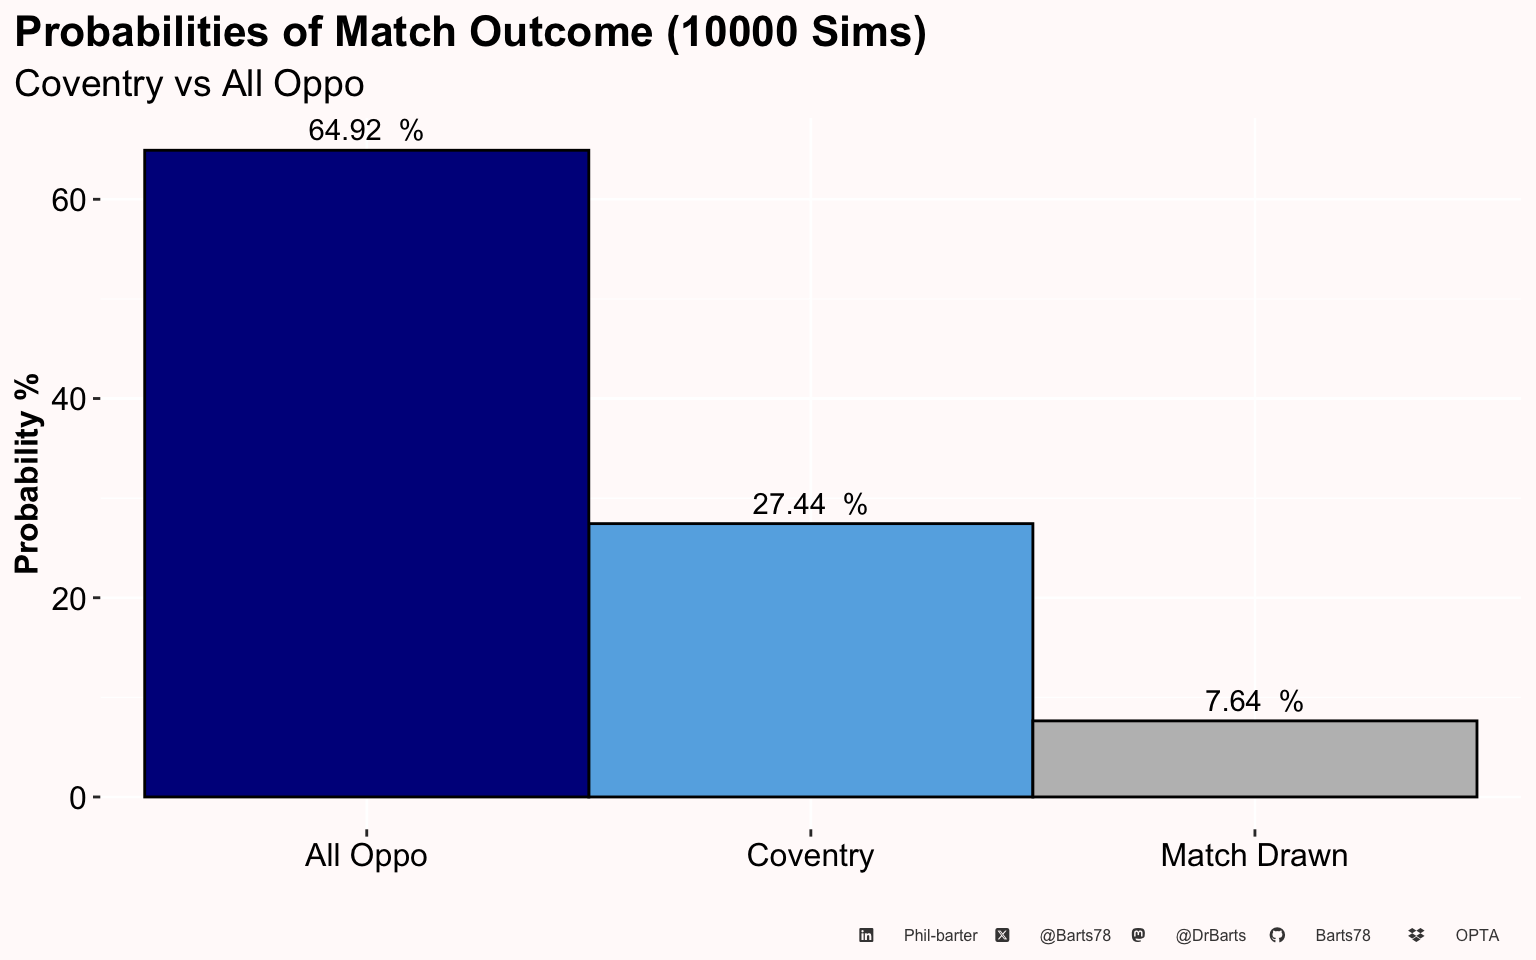 Probabilities of Match Outcome (10000 Sims)
Coventry vs All Oppo
64.92 %
60
40
27.44 %
20
7.64 %
0
Probability %
All Oppo Coventry Match Drawn
Phil-barter @Barts78 @DrBarts Barts78 OPTA